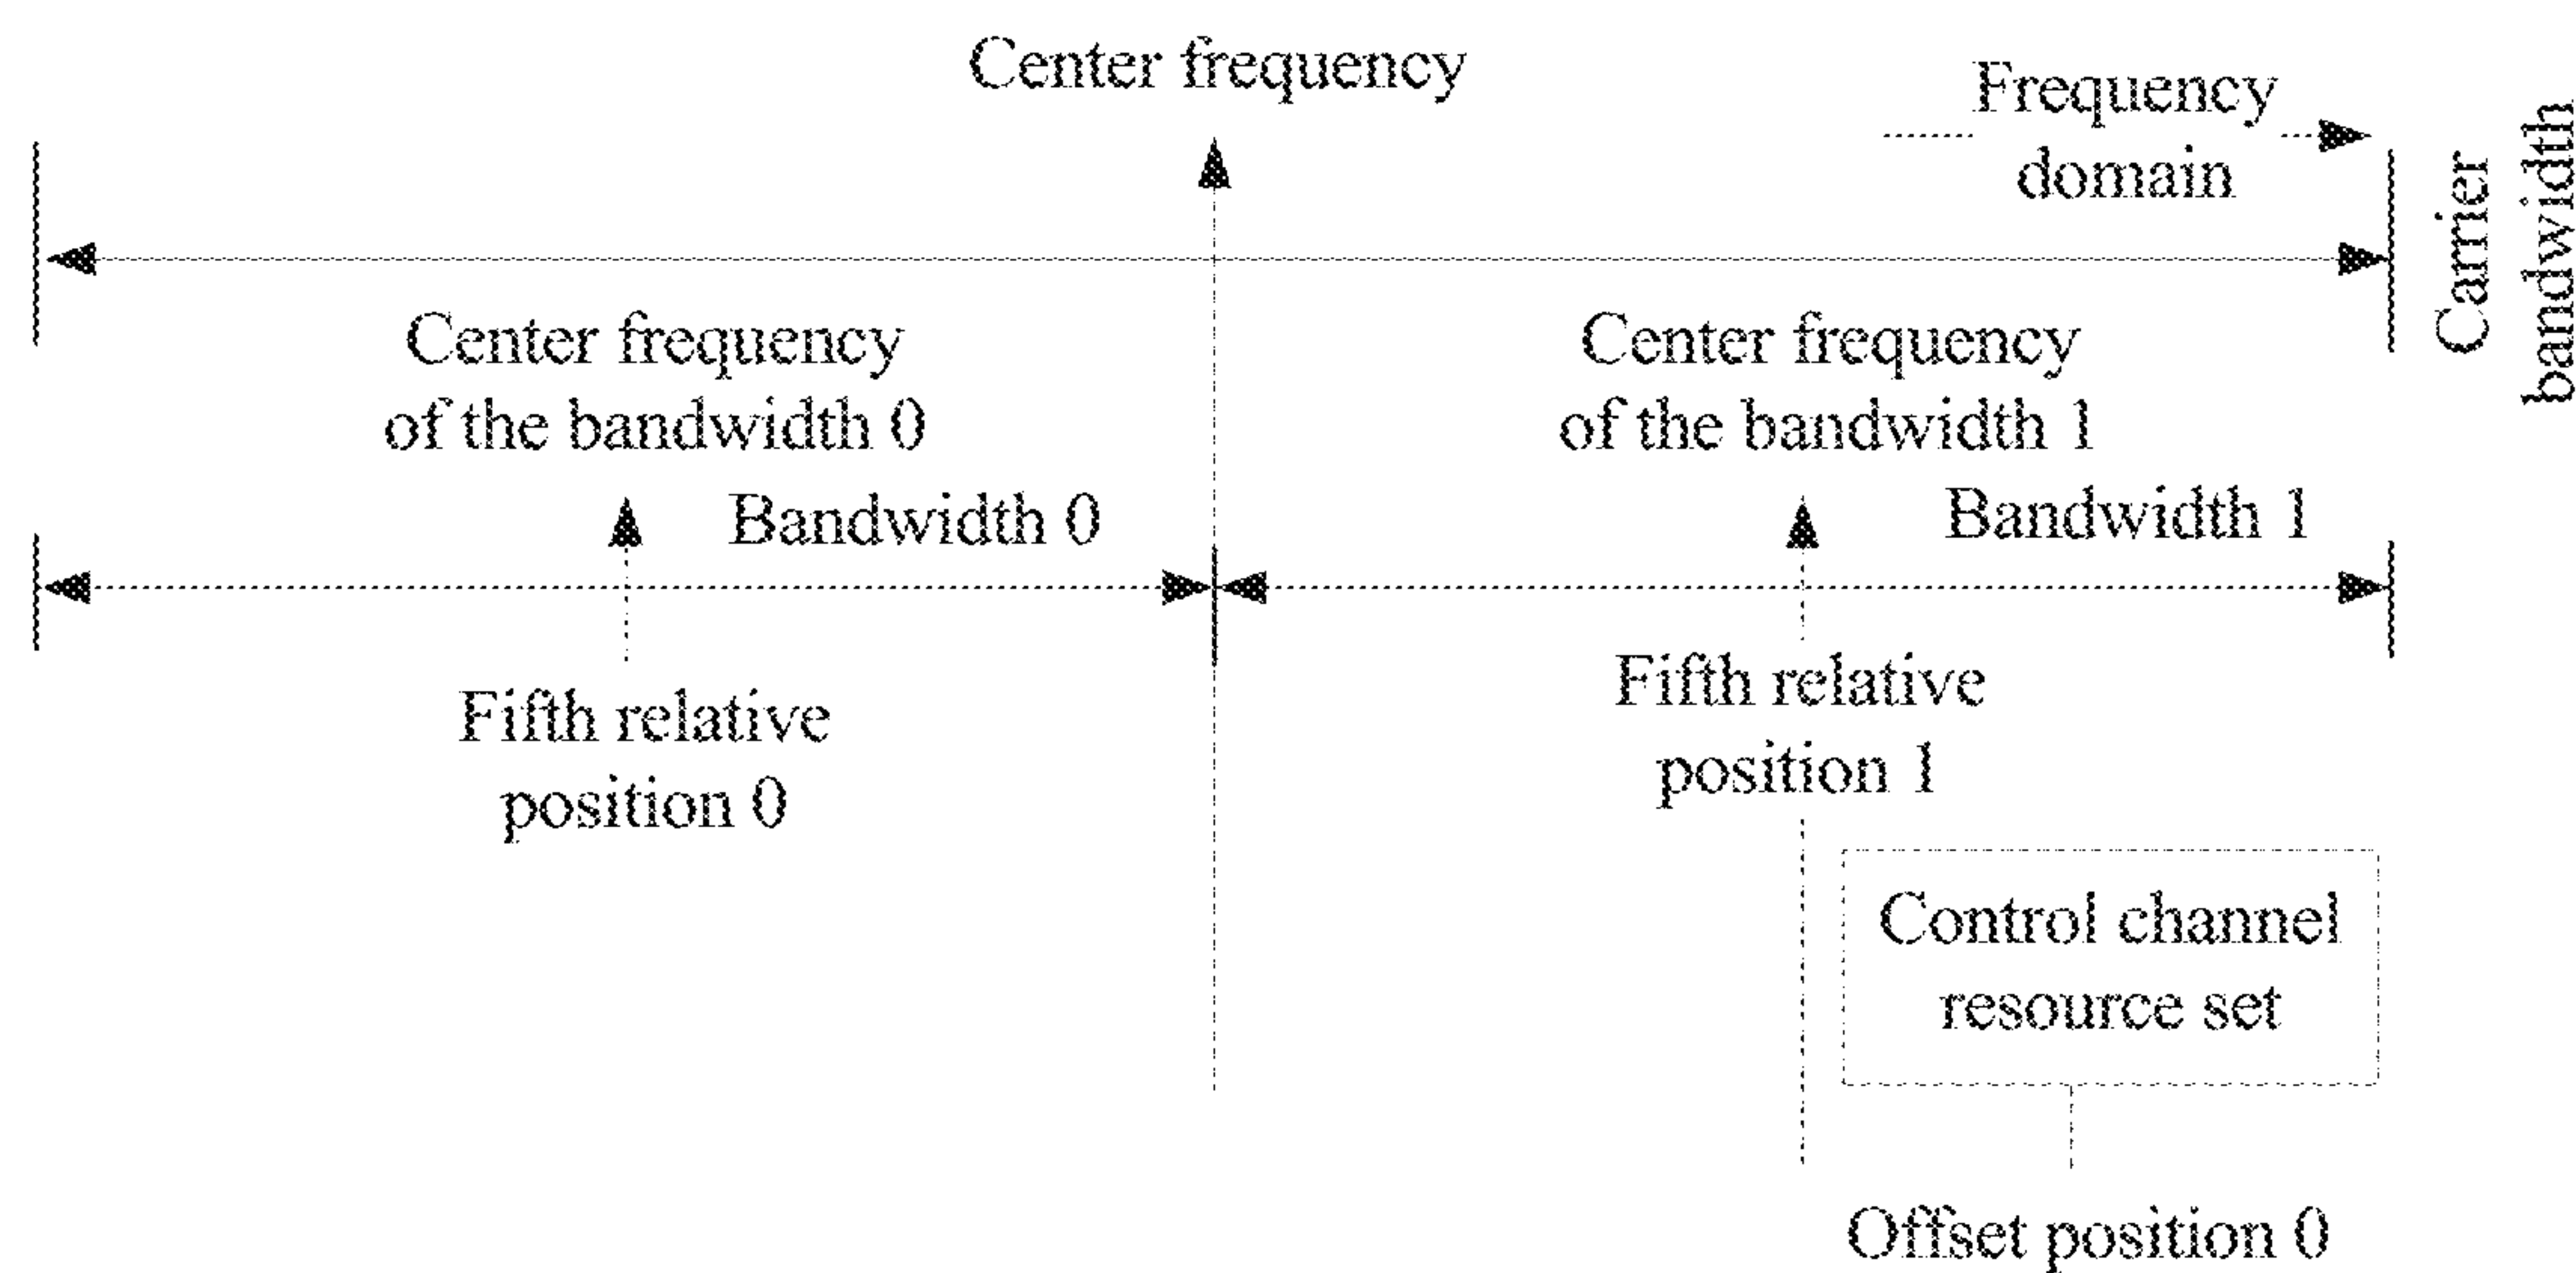 Center frequency
Frequency
domain
Carrier
bandwidth
Center frequency
of the bandwidth 0
Center frequency
of the bandwidth 1
Bandwidth 0
Bandwidth 1
Fifth relative
position 0
Fifth relative
position 1
Control channel
resource set
Offset position 0